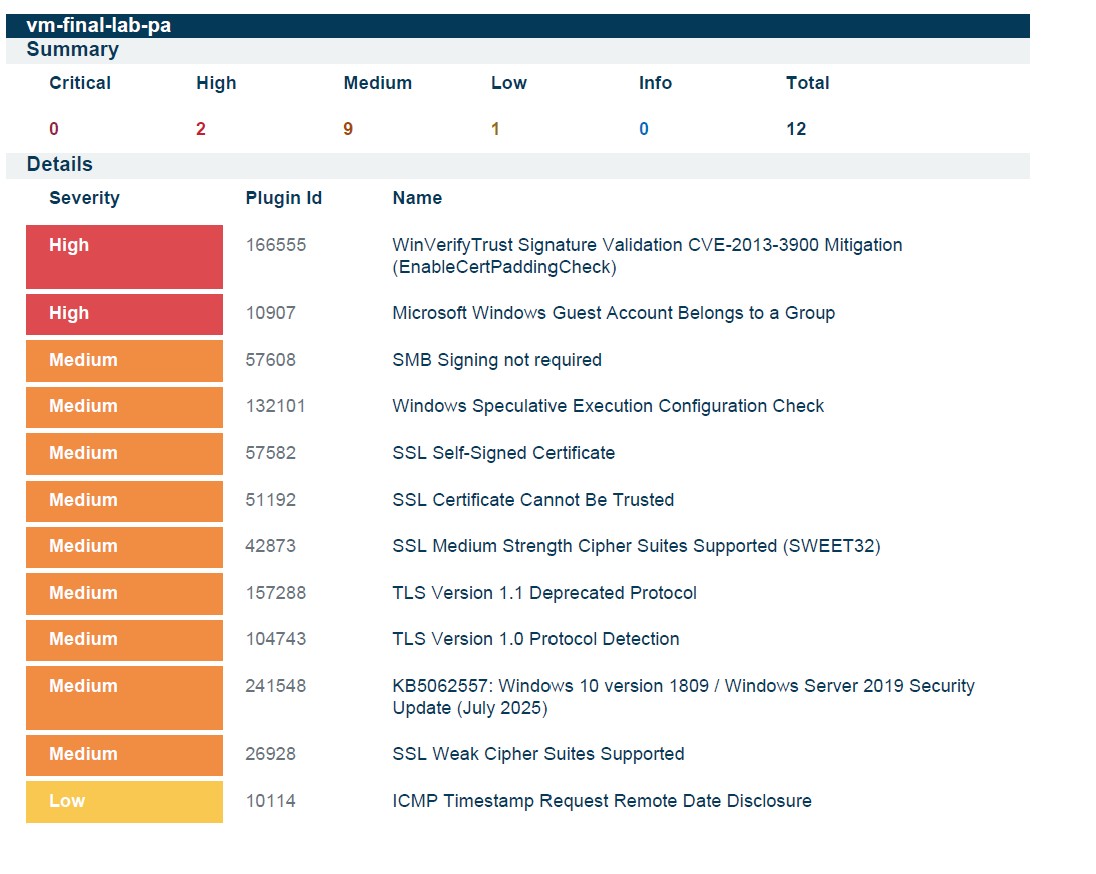 vm-final-lab-pa
Summary
Critical High Medium Low Info Total
0 2 9 1 0 12
Details
Severity Plugin Id Name
High 166555 WinVerifyTrust Signature Validation CVE-2013-3900 Mitigation
(EnableCertPaddingCheck)
High 10907 Microsoft Windows Guest Account Belongs to a Group
Medium 57608 SMB Signing not required
Medium 132101 Windows Speculative Execution Configuration Check
Medium 57582 SSL Self-Signed Certificate
Medium 51192 SSL Certificate Cannot Be Trusted
Medium 42873 SSL Medium Strength Cipher Suites Supported (SWEET32)
Medium 157288 TLS Version 1.1 Deprecated Protocol
Medium 104743 TLS Version 1.0 Protocol Detection
Medium 241548 KB5062557: Windows 10 version 1809 / Windows Server 2019 Security
Update (July 2025)
Medium 26928 SSL Weak Cipher Suites Supported
Low 10114 ICMP Timestamp Request Remote Date Disclosure